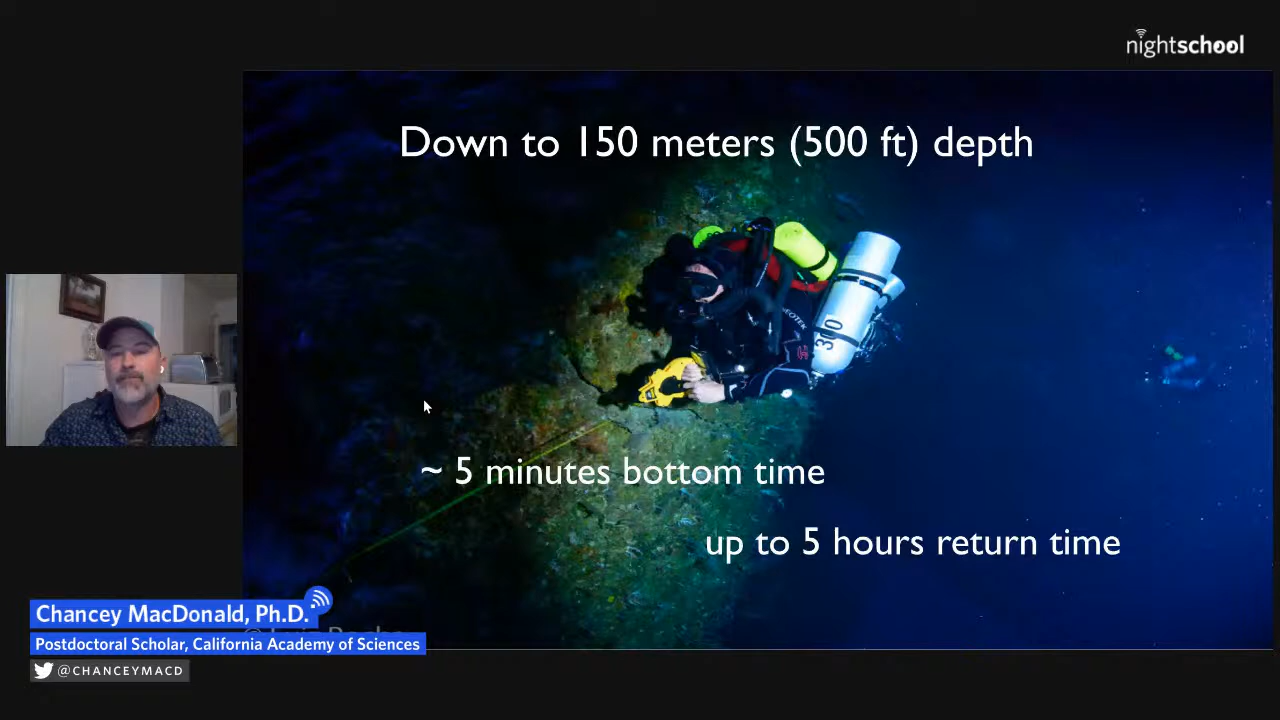 nightschool
Down to 150 meters (500 ft) depth
~ 5 minutes bottom time
up to 5 hours return time
Chancey MacDonald, Ph.D.
Postdoctoral Scholar, California Academy of Sciences
@CHANCEYMACD